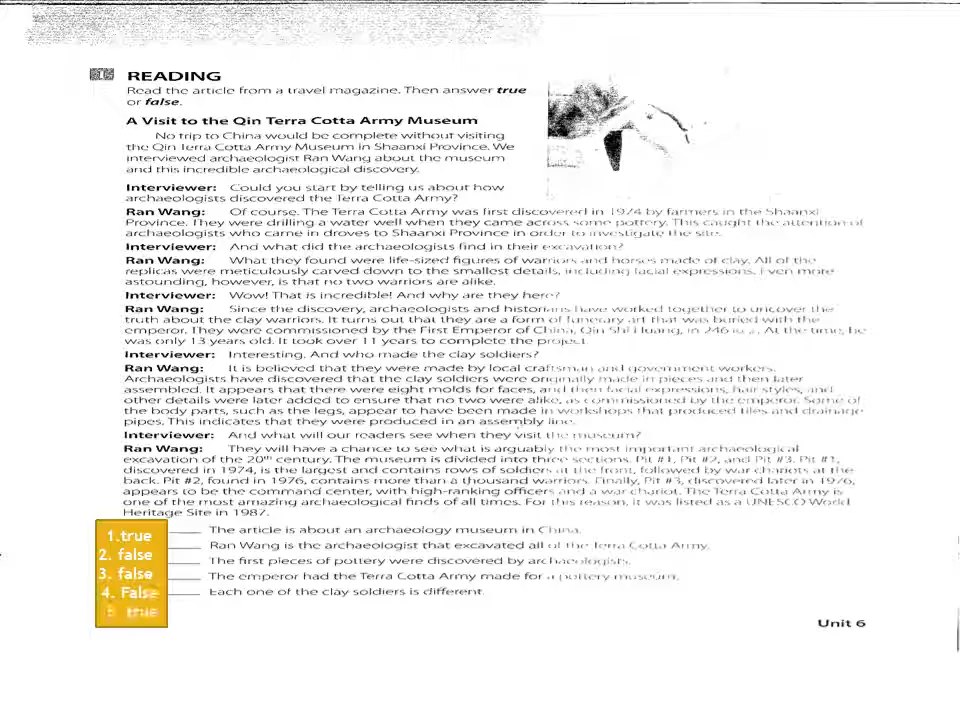 READING
Read the article from a travel magazine. Then answer true
or false.
A Visit to the Qin Terra Cotta Army Museum
No trip to China would be complete without visiting
the Qin Terra Cotta Army Museum in Shaanxi Province. We
interviewed archaeologist Ran Wang about the museum
and this incredible archaeological discovery.
Interviewer: Could you start by telling us about how
archaeologists discovered the Terra Cotta Army?
Ran Wang: Of course. The Terra Cotta Army was first discovered in 1974 by farmers in the Shaanxi
Province. They were drilling a water well when they came across some pottery. This caught the attention of
archaeologists who came in droves to Shaanxi Province in order to investigate the site.
Interviewer: And what did the archaeologists find in their excavation?
Ran Wang: What they found were life-sized figures of warriors and horses made of clay. All of the
replicas were meticulously carved down to the smallest details, including facial expressions. Even more
astounding, however, is that no two warriors are alike.
Interviewer: Wow! That is incredible! And why are they here?
Ran Wang: Since the discovery, archaeologists and historians have worked together to uncover the
truth about the clay warriors. It turns out that they are a form of funerary art that was buried with the
emperor. They were commissioned by the First Emperor of China, Qin Shi Huang, in 246 At the time, he
was only 13 years old. It took over 11 years to complete the project.
Interviewer: Interesting. And who made the clay soldiers?
Ran Wang: It is believed that they were made by local craftsman and government workers.
Archaeologists have discovered that the clay soldiers were originally made in pieces and then later
assembled. It appears that there were eight molds for faces, and then facial expressions, hair styles, and
other details were later added to ensure that no two were alike, as commissioned by the emperor. Some of
the body parts, such as the legs, appear to have been made in workshops that produced tiles and drainage
pipes. This indicates that they were produced in an assembly line.
Interviewer: And what will our readers see when they visit the museum?
Ran Wang: They will have a chance to see what is arguably the most important archaeological
excavation of the 20th century. The museum is divided into three sections, Pit #1, Pit #2, and Pit #3. Pit #1,
discovered in 1974, is the largest and contains rows of soldiers at the front, followed by war chariots at the
back. Pit #2, found in 1976, contains more than a thousand warriors. Finally, Pit #3, discovered later in 1976,
appears to be the command center, with high-ranking officers and a war chariot. The Terra Cotta Army is
one of the most amazing archaeological finds of all times. For this reason, it was listed as a UNESCO World
Heritage Site in 1987.
1.true ____ The article is about an archaeology museum in China.
2. false ____ Ran Wang is the archaeologist that excavated all of the Terra Cotta Army.
3. false ____ The first pieces of pottery were discovered by archaeologists.
4. False ____ The emperor had the Terra Cotta Army made for a pottery museum.
5. true ____ Each one of the clay soldiers is different.
Unit 6